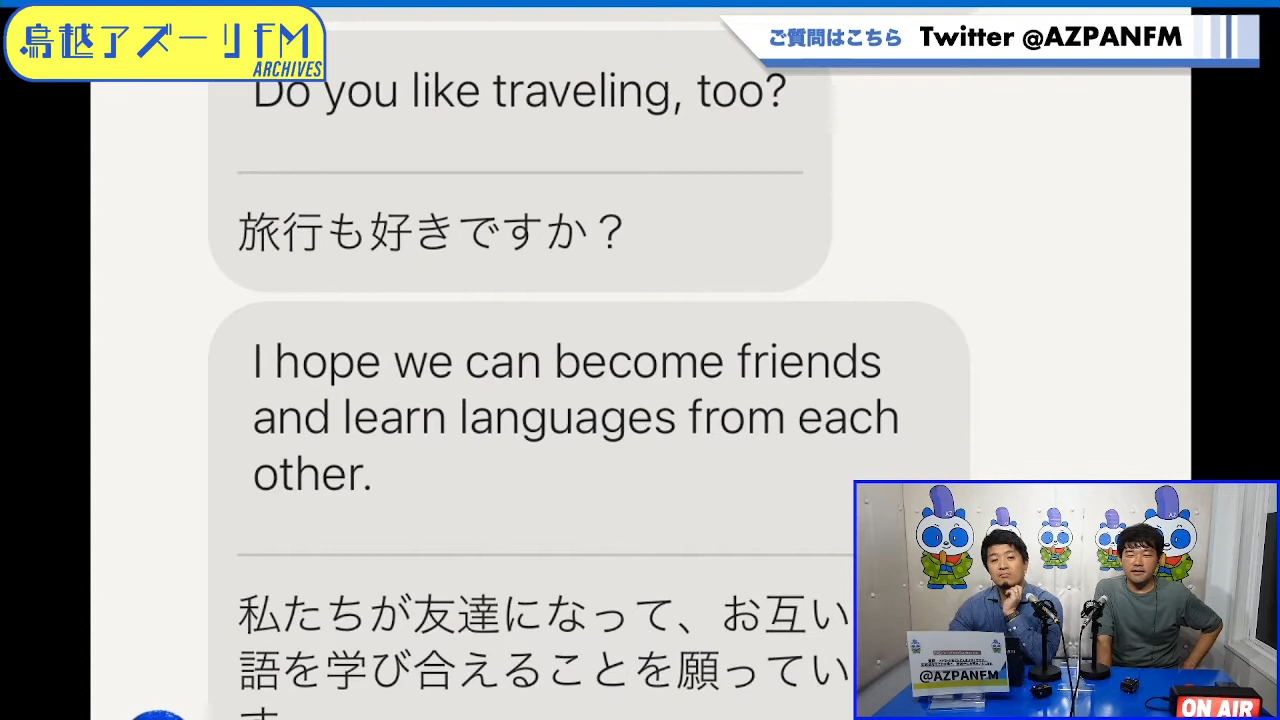 鳥越アズーリFM
ARCHIVES
ご質問はこちら Twitter @AZPANFM
Do you like traveling, too?
旅行も好きですか？
I hope we can become friends
and learn languages from each
other.
私たちが友達になって、お互い
語を学び合えることを願ってい
す
@AZPANFM
ON AIR